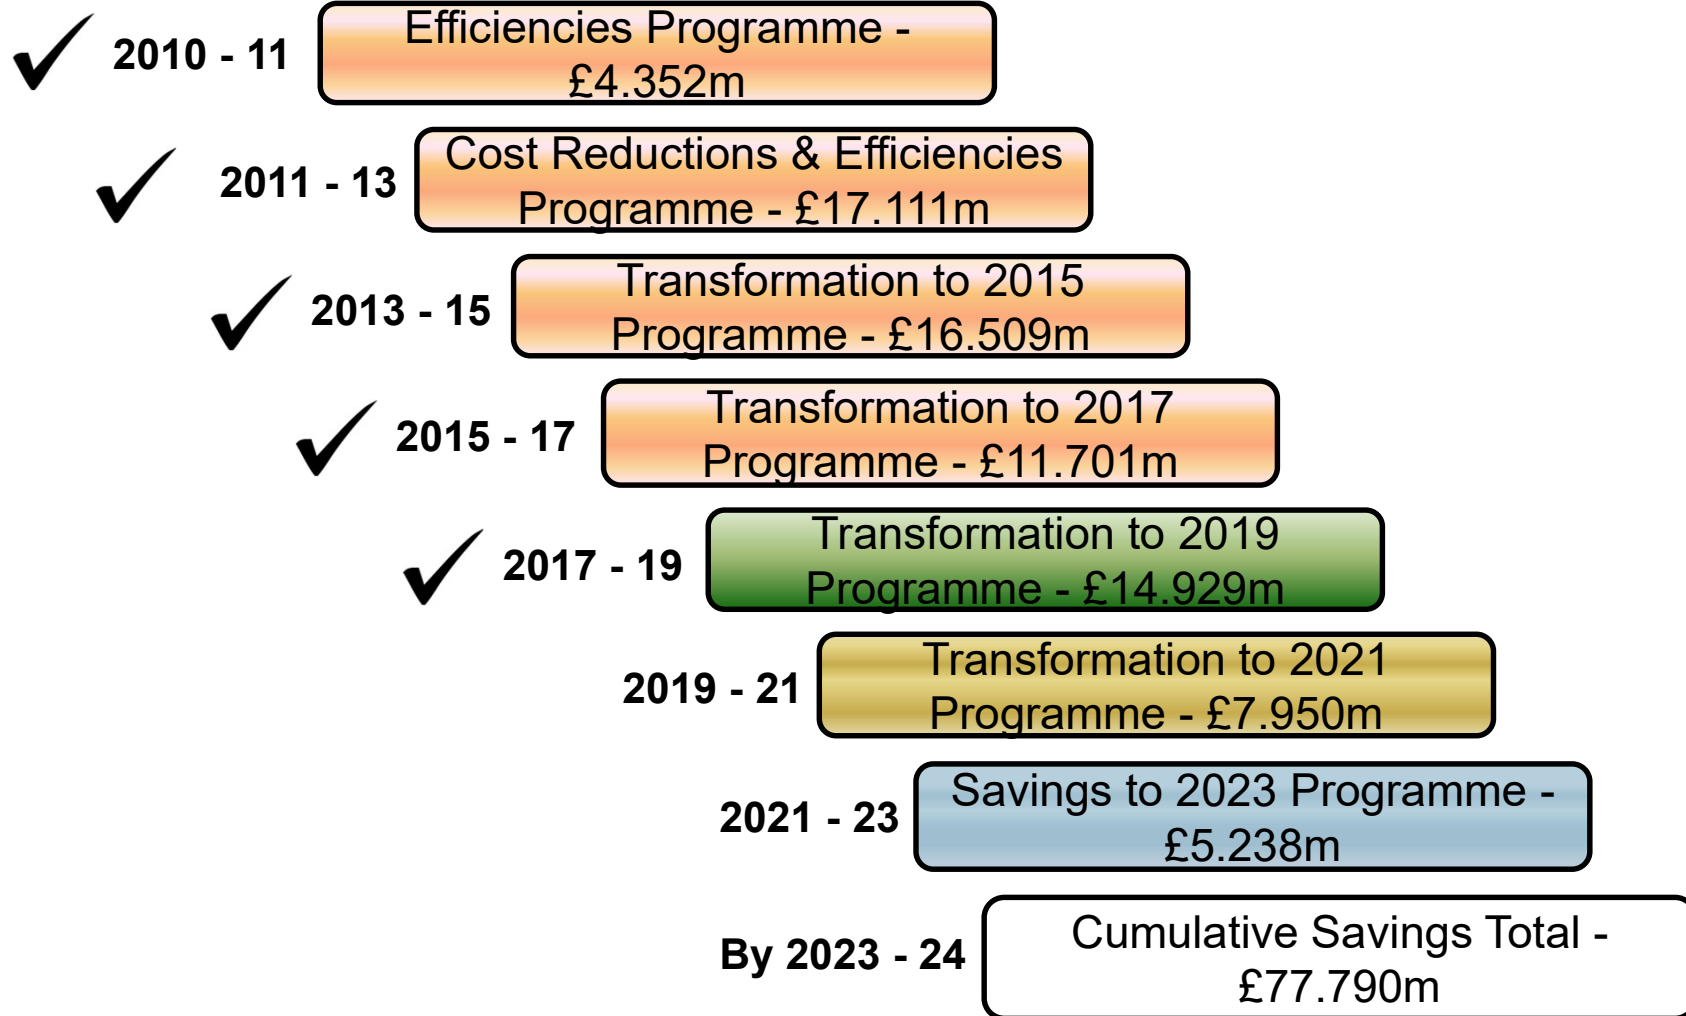 2010 - 11
Efficiencies Programme -
£4.352m
2011 - 13
Cost Reductions & Efficiencies
Programme - £17.111m
2013 - 15
Transformation to 2015
Programme - £16.509m
2015 - 17
Transformation to 2017
Programme - £11.701m
2017 - 19
Transformation to 2019
Programme - £14.929m
2019 - 21
Transformation to 2021
Programme - £7.950m
2021 - 23
Savings to 2023 Programme -
£5.238m
By 2023 - 24
Cumulative Savings Total -
£77.790m